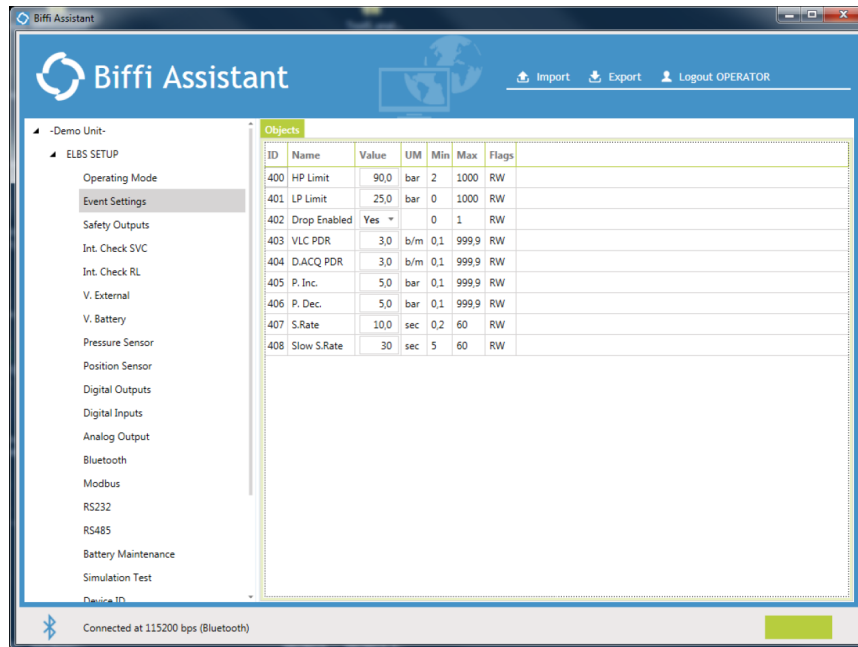 Biffi Assistant
Biffi Assistant
Import Export Logout OPERATOR
-Demo Unit-
ELBS SETUP
Operating Mode
Event Settings
Safety Outputs
Int. Check SVC
Int. Check RL
V. External
V. Battery
Pressure Sensor
Position Sensor
Digital Outputs
Digital Inputs
Analog Output
Bluetooth
Modbus
RS232
RS485
Battery Maintenance
Simulation Test
Device ID
Objects
ID Name Value UM Min Max Flags
400 HP Limit 90,0 bar 2 1000 RW
401 LP Limit 25,0 bar 0 1000 RW
402 Drop Enabled Yes 0 1 RW
403 VLC PDR 3,0 b/m 0,1 999,9 RW
404 D.ACQ PDR 3,0 b/m 0,1 999,9 RW
405 P. Inc. 5,0 bar 0,1 999,9 RW
406 P. Dec. 5,0 bar 0,1 999,9 RW
407 S.Rate 10,0 sec 0,2 60 RW
408 Slow S.Rate 30 sec 5 60 RW
Connected at 115200 bps (Bluetooth)